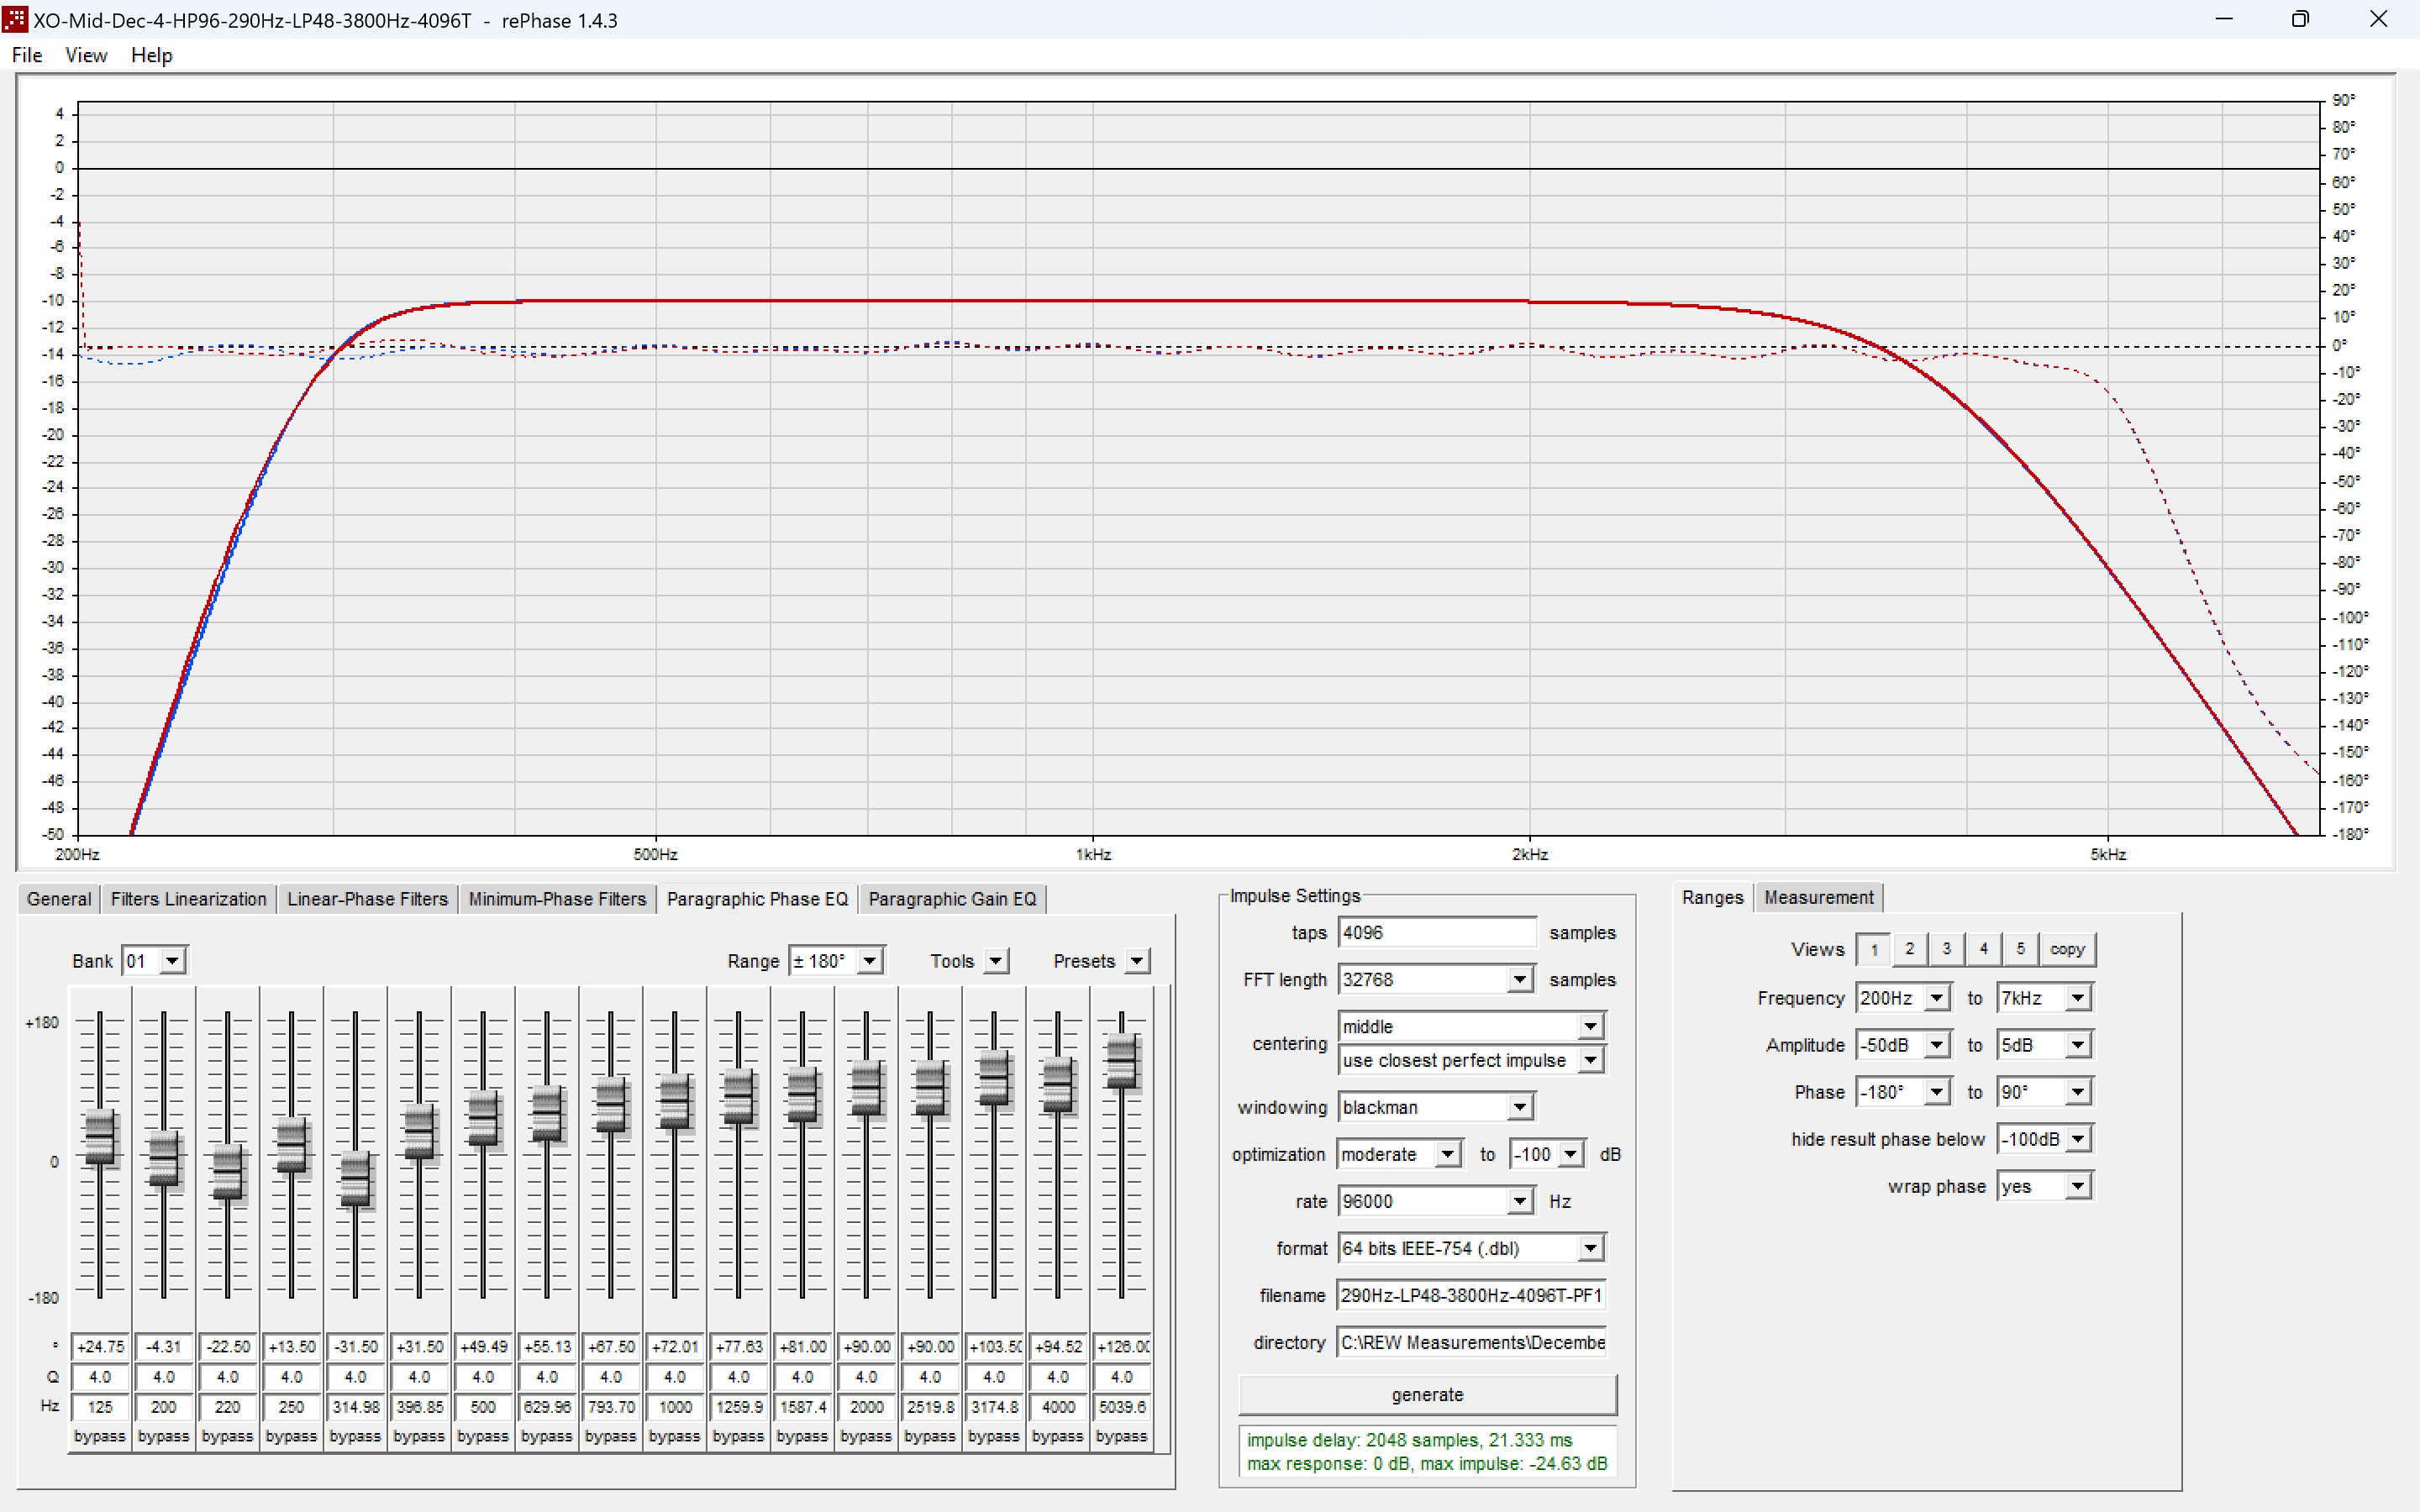 XO-Mid-Dec-4-HP96-290Hz-LP48-3800Hz-4096T - rePhase 1.4.3
File View Help
4
2
0
-2
-4
-6
-8
-10
-12
-14
-16
-18
-20
-22
-24
-26
-28
-30
-32
-34
-36
-38
-40
-42
-44
-46
-48
-50
90°
80°
70°
60°
50°
40°
30°
20°
10°
0°
-10°
-20°
-30°
-40°
-50°
-60°
-70°
-80°
-90°
-100°
-110°
-120°
-130°
-140°
-150°
-160°
-170°
-180°
200Hz 500Hz 1kHz 2kHz 5kHz
General Filters Linearization Linear-Phase Filters Minimum-Phase Filters Paragraphic Phase EQ Paragraphic Gain EQ
Bank 01 Range ± 180° Tools Presets
+180
0
-180
° +24.75 -4.31 -22.50 +13.50 -31.50 +31.50 +49.49 +55.13 +67.50 +72.01 +77.63 +81.00 +90.00 +90.00 +103.50 +94.52 +126.00
Q 4.0 4.0 4.0 4.0 4.0 4.0 4.0 4.0 4.0 4.0 4.0 4.0 4.0 4.0 4.0 4.0 4.0
Hz 125 200 220 250 314.98 396.85 500 629.96 793.70 1000 1259.9 1587.4 2000 2519.8 3174.8 4000 5039.6
bypass bypass bypass bypass bypass bypass bypass bypass bypass bypass bypass bypass bypass bypass bypass bypass bypass
Impulse Settings
taps 4096 samples
FFT length 32768 samples
centering middle
use closest perfect impulse
windowing blackman
optimization moderate to -100 dB
rate 96000 Hz
format 64 bits IEEE-754 (.dbl)
filename 290Hz-LP48-3800Hz-4096T-PF1
directory C:\REW Measurements\Decembe
generate
impulse delay: 2048 samples, 21.333 ms
max response: 0 dB, max impulse: -24.63 dB
Ranges Measurement
Views 1 2 3 4 5 copy
Frequency 200Hz to 7kHz
Amplitude -50dB to 5dB
Phase -180° to 90°
hide result phase below -100dB
wrap phase yes